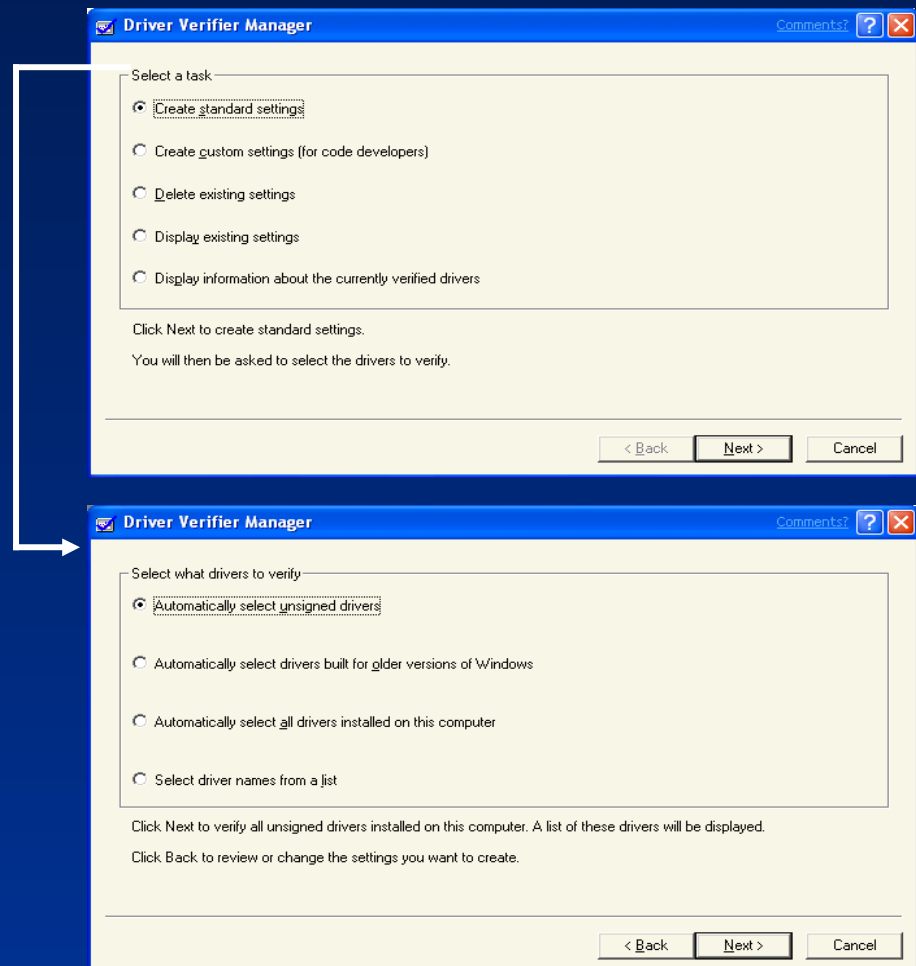 Driver Verifier Manager
Comments?
?
Select a task
Create standard settings
Create custom settings (for code developers)
Delete existing settings
Display existing settings
Display information about the currently verified drivers
Click Next to create standard settings.
You will then be asked to select the drivers to verify.
< Back
Next >
Cancel
Driver Verifier Manager
Comments?
?
Select what drivers to verify
Automatically select unsigned drivers
Automatically select drivers built for older versions of Windows
Automatically select all drivers installed on this computer
Select driver names from a list
Click Next to verify all unsigned drivers installed on this computer. A list of these drivers will be displayed.
Click Back to review or change the settings you want to create.
< Back
Next >
Cancel